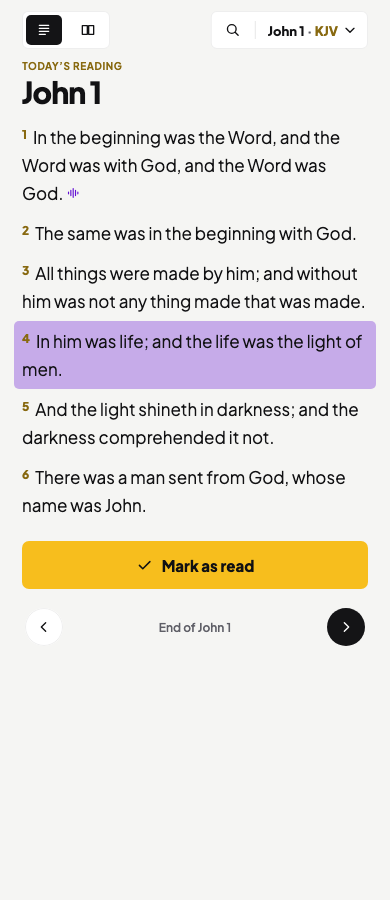 John 1 · KJV
TODAY'S READING
John 1
1 In the beginning was the Word, and the
Word was with God, and the Word was
God.
2 The same was in the beginning with God.
3 All things were made by him; and without
him was not any thing made that was made.
4 In him was life; and the life was the light of
men.
5 And the light shineth in darkness; and the
darkness comprehended it not.
6 There was a man sent from God, whose
name was John.
Mark as read
End of John 1